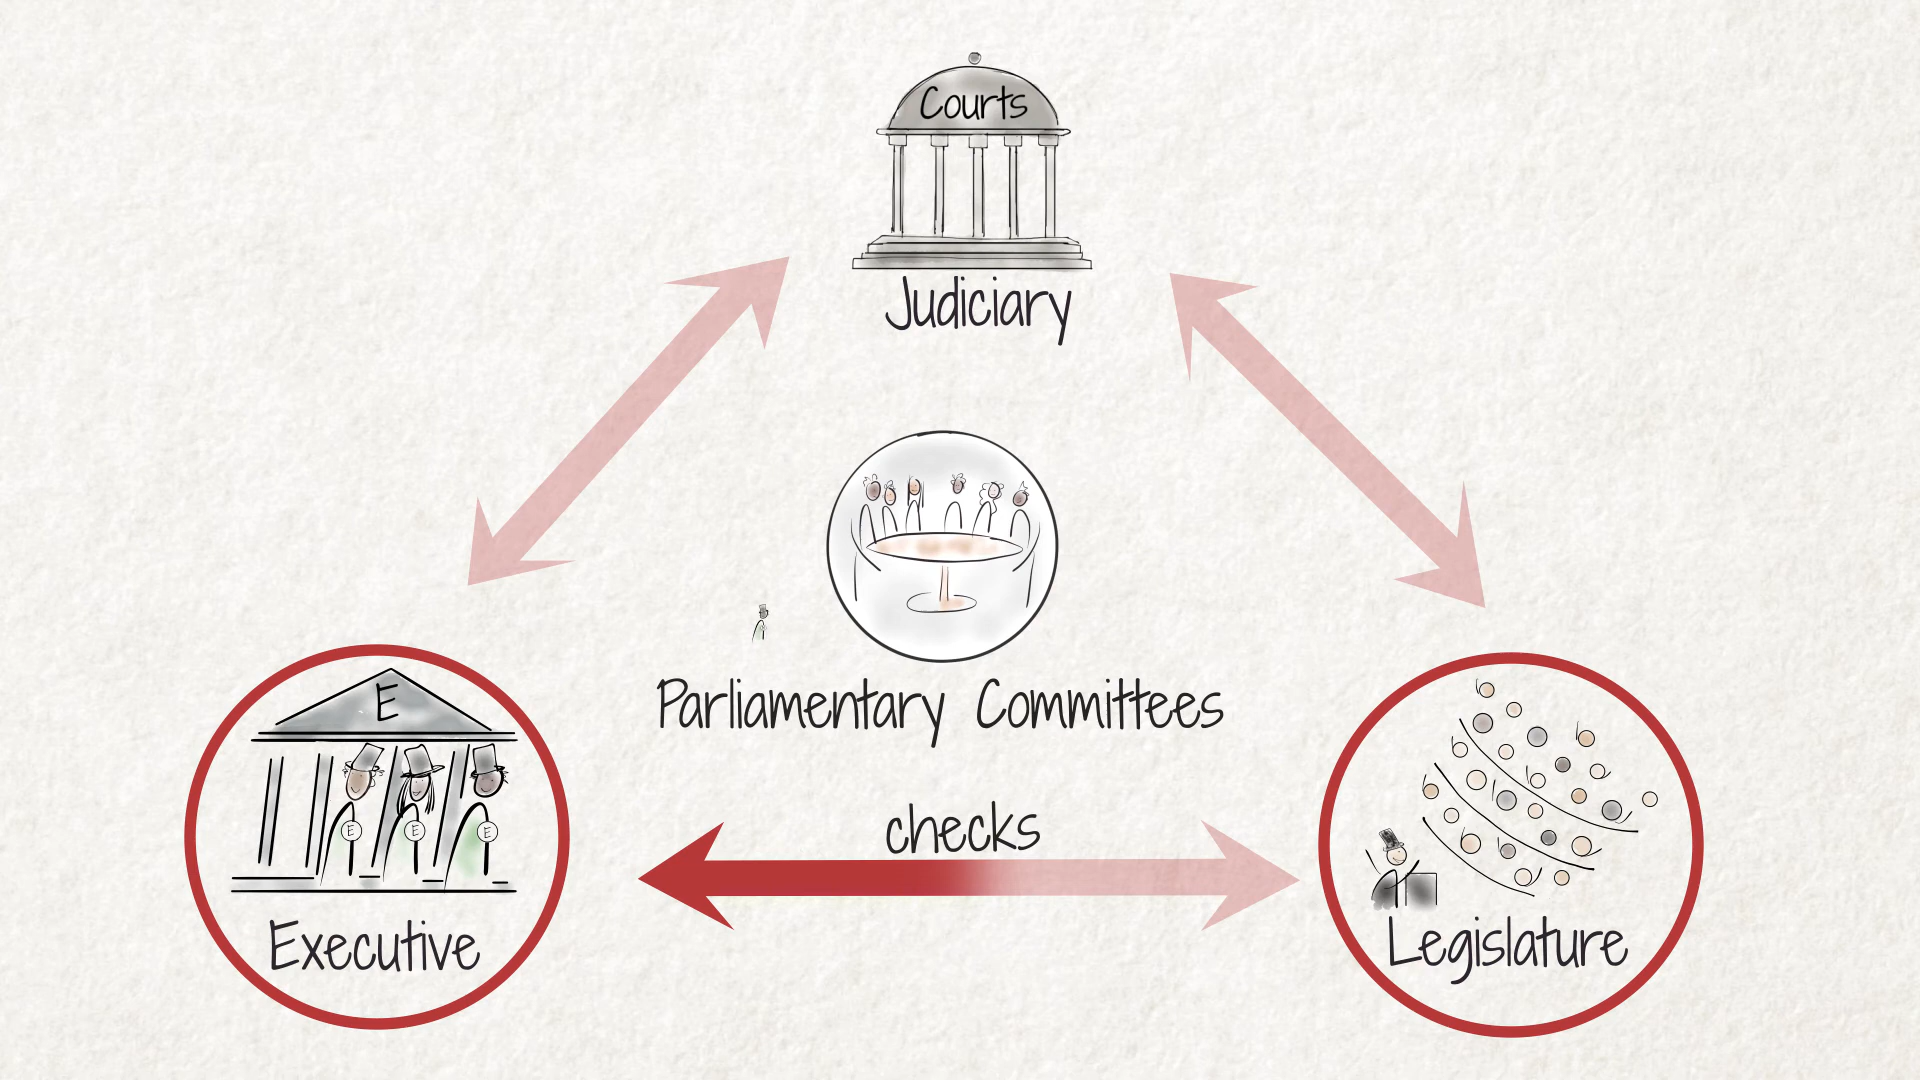 Courts
Judiciary
Parliamentary Committees
checks
E
E
E
E
Executive
Legislature